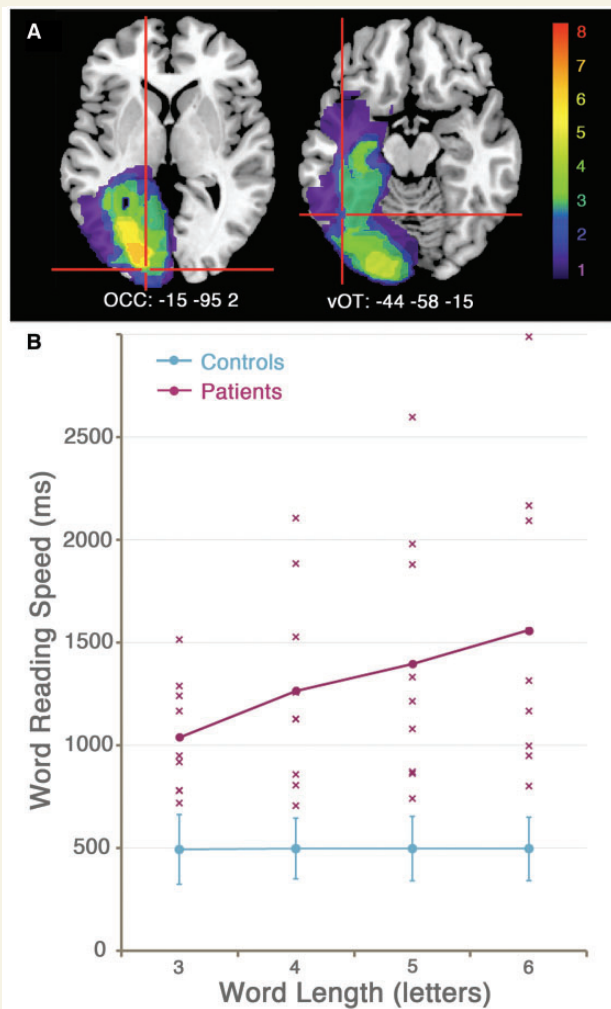 A
8
7
6
5
4
3
2
1
OCC: -15 -95 2
vOT: -44 -58 -15
B
Controls
Patients
Word Reading Speed (ms)
2500
2000
1500
1000
500
0
3 4 5 6
Word Length (letters)